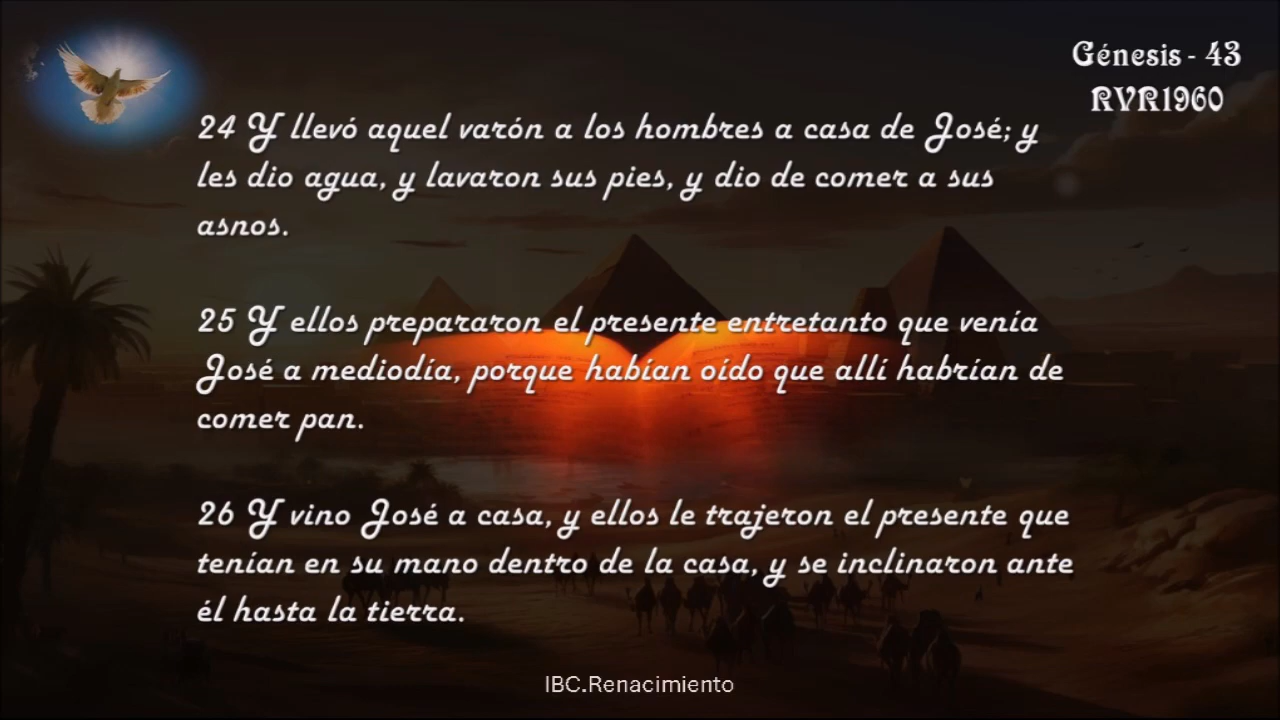 Génesis - 43
RVR1960
24 Y llevó aquel varón a los hombres a casa de José; y
les dio agua, y lavaron sus pies, y dio de comer a sus
asnos.
25 Y ellos prepararon el presente entretanto que venía
José a mediodía, porque habían oído que allí habrían de
comer pan.
26 Y vino José a casa, y ellos le trajeron el presente que
tenían en su mano dentro de la casa, y se inclinaron ante
él hasta la tierra.
IBC.Renacimiento